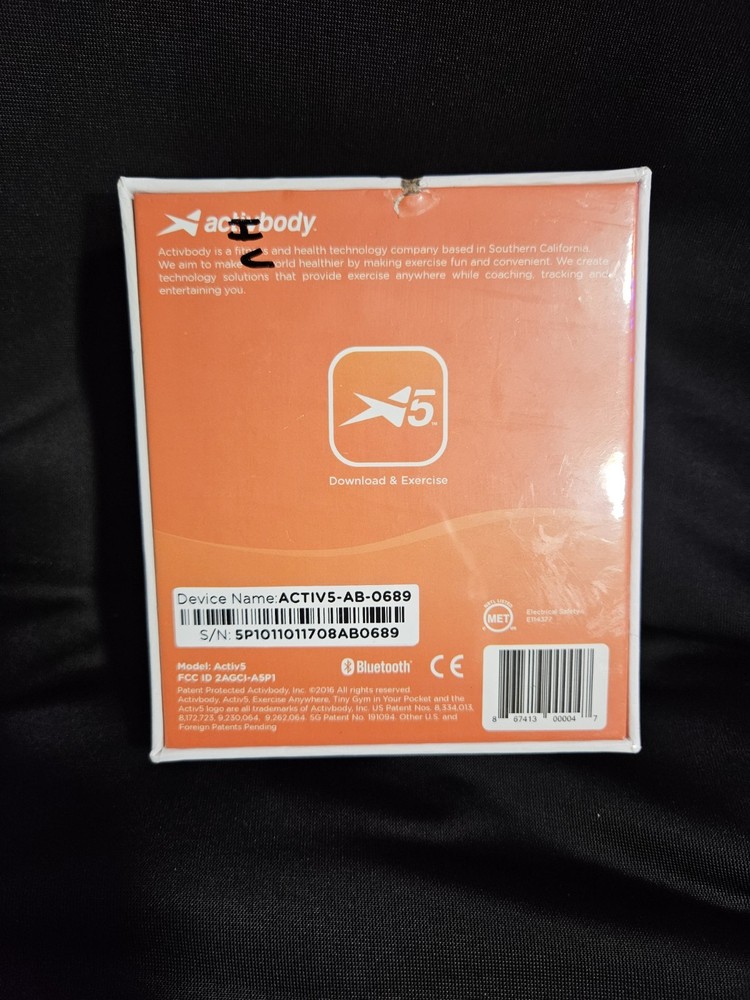 activbody.
Activbody is a fitness and health technology company based in Southern California.
We aim to make world healthier by making exercise fun and convenient. We create
technology solutions that provide exercise anywhere while coaching, tracking and
entertaining you.
X5™
Download & Exercise
Device Name:ACTIV5-AB-0689
S/N: 5P1011011708AB0689
MET
Electrical Safety
E114327
Model: Activ5
FCC ID 2AGCI-A5P1
Bluetooth®
CE
Patent Protected Activbody, Inc. ©2016 All rights reserved.
Activbody, Activ5, Exercise Anywhere, Tiny Gym in Your Pocket and the
Activ5 logo are all trademarks of Activbody, Inc. US Patent Nos. 8,334,013,
8,172,723, 9,230,064, 9,262,064. SG Patent No. 191084. Other U.S. and
Foreign Patents Pending
8 67413 00004 7